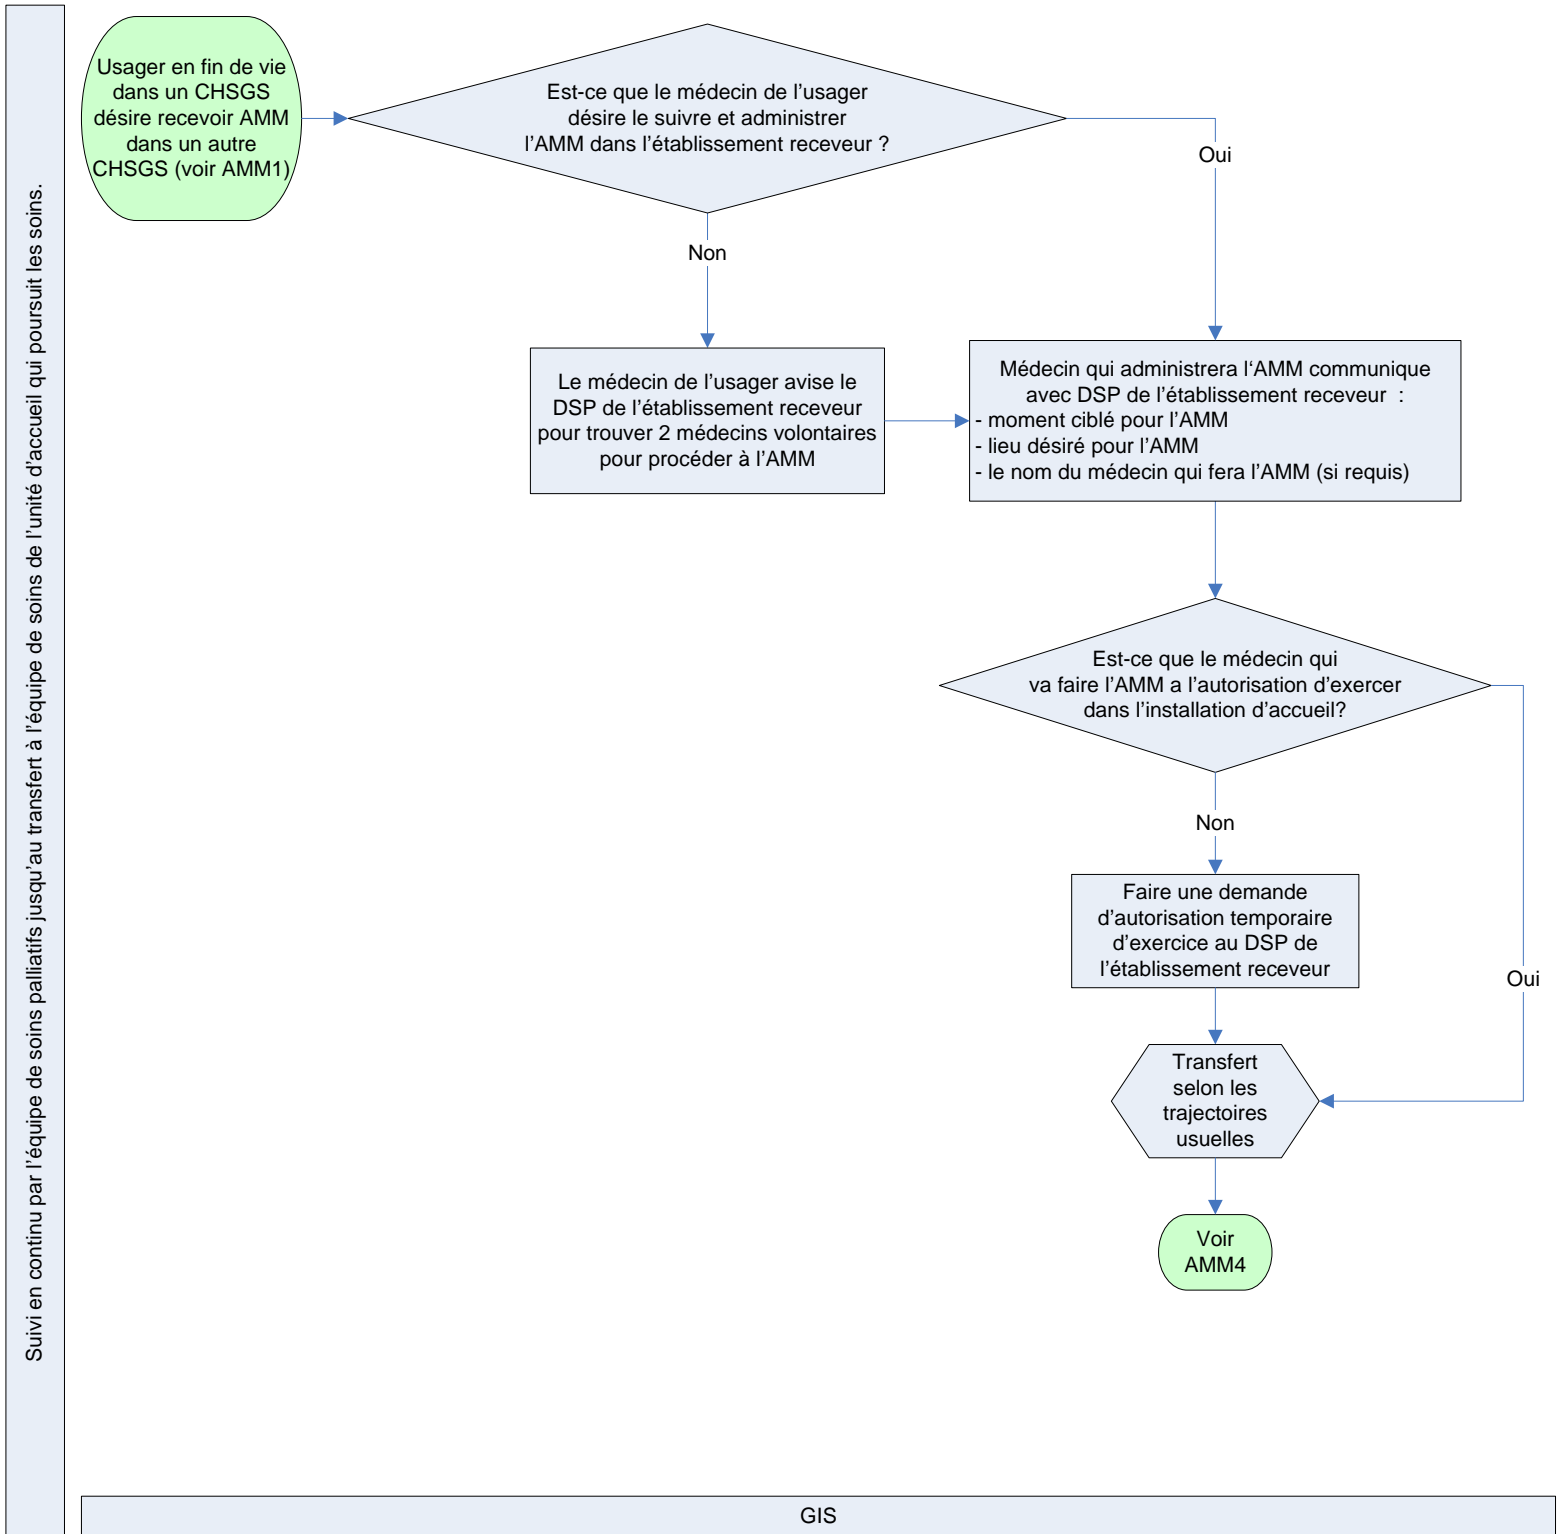 Suivi en continu par l'équipe de soins palliatifs jusqu'au transfert à l'équipe de soins de l'unité d'accueil qui poursuit les soins.
Usager en fin de vie
dans un CHSGS
désire recevoir AMM
dans un autre
CHSGS (voir AMM1)
Est-ce que le médecin de l'usager
désire le suivre et administrer
l'AMM dans l'établissement receveur ?
Oui
Non
Le médecin de l'usager avise le
DSP de l'établissement receveur
pour trouver 2 médecins volontaires
pour procéder à l'AMM
Médecin qui administrera l'AMM communique
avec DSP de l'établissement receveur :
- moment ciblé pour l'AMM
- lieu désiré pour l'AMM
- le nom du médecin qui fera l'AMM (si requis)
Est-ce que le médecin qui
va faire l'AMM a l'autorisation d'exercer
dans l'installation d'accueil?
Non
Faire une demande
d'autorisation temporaire
d'exercice au DSP de
l'établissement receveur
Oui
Transfert
selon les
trajectoires
usuelles
Voir
AMM4
GIS